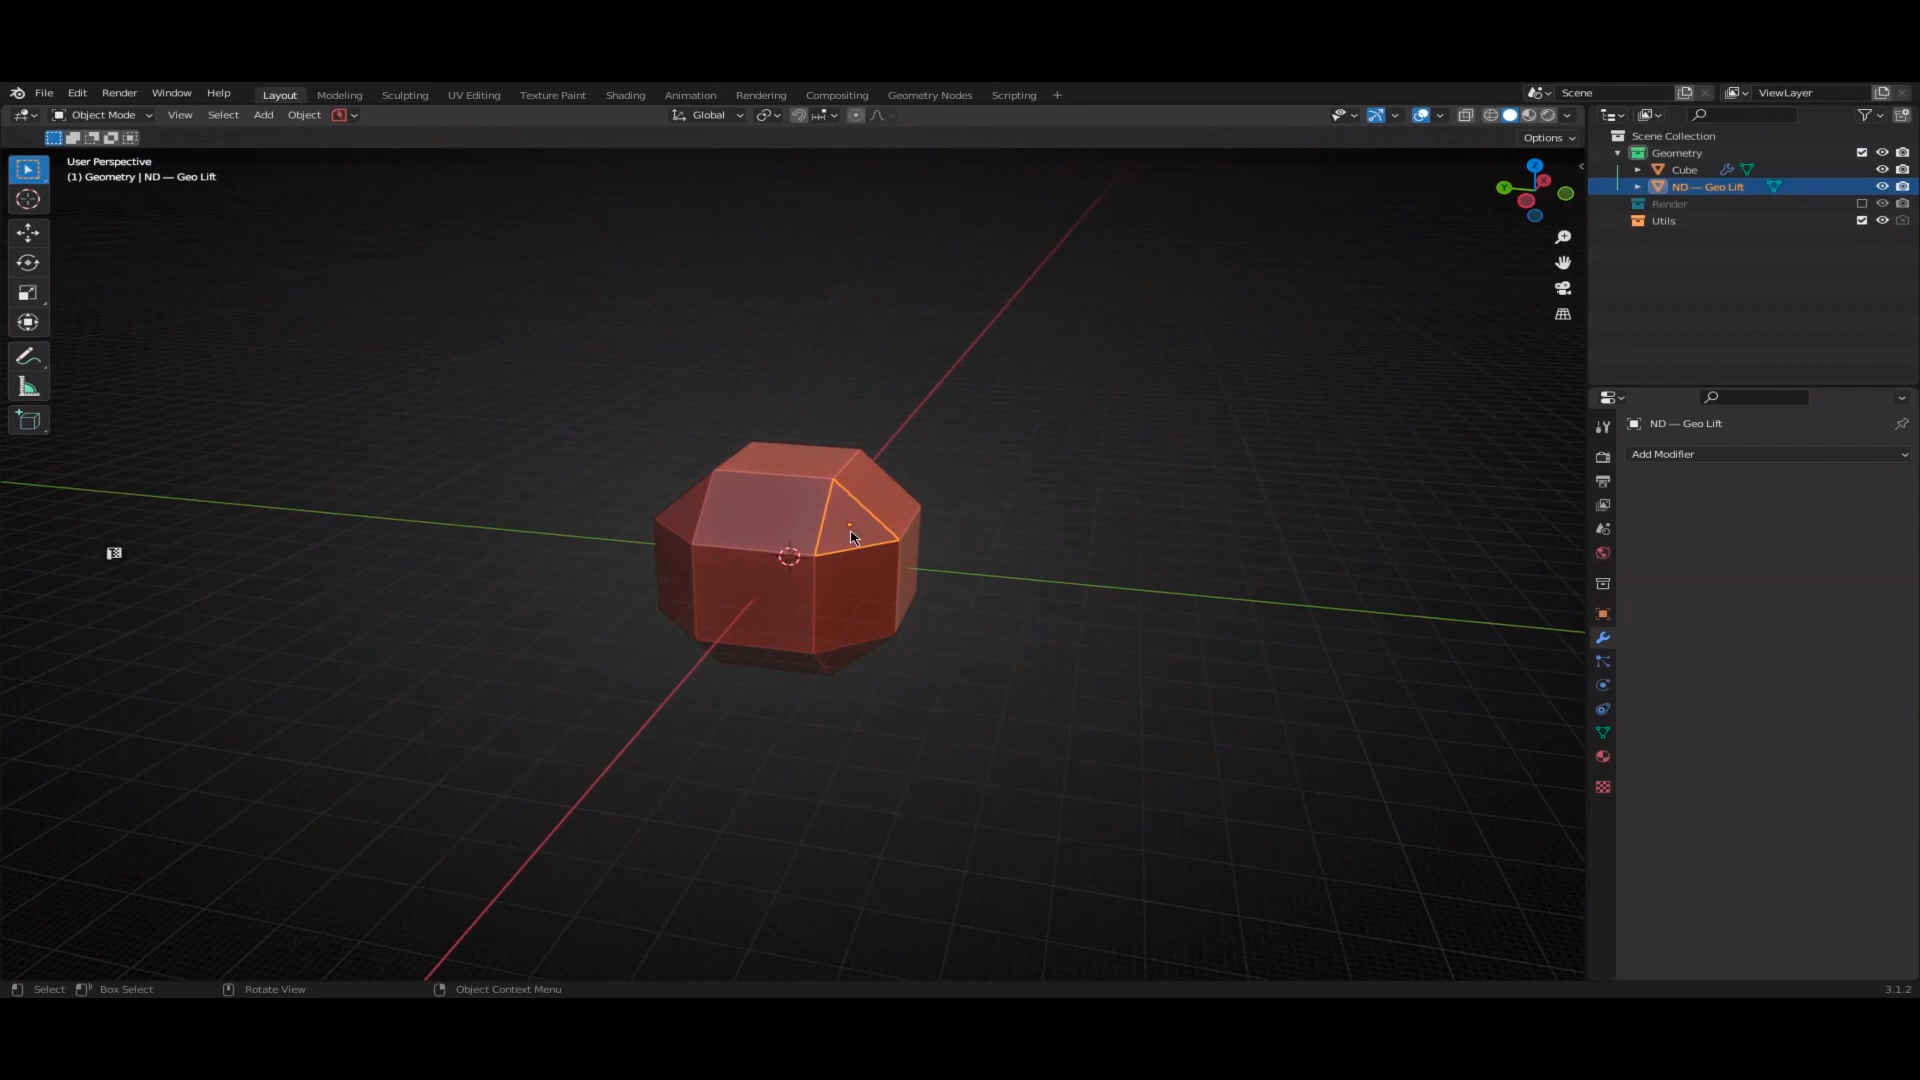 File Edit Render Window Help Layout Modeling Sculpting UV Editing Texture Paint Shading Animation Rendering Compositing Geometry Nodes Scripting + Scene ViewLayer
Object Mode View Select Add Object Global
Options
User Perspective
(1) Geometry | ND — Geo Lift
Z
Y
X
Scene Collection
Geometry
Cube
ND — Geo Lift
Render
Utils
ND — Geo Lift
Add Modifier
Select Box Select Rotate View Object Context Menu 3.1.2